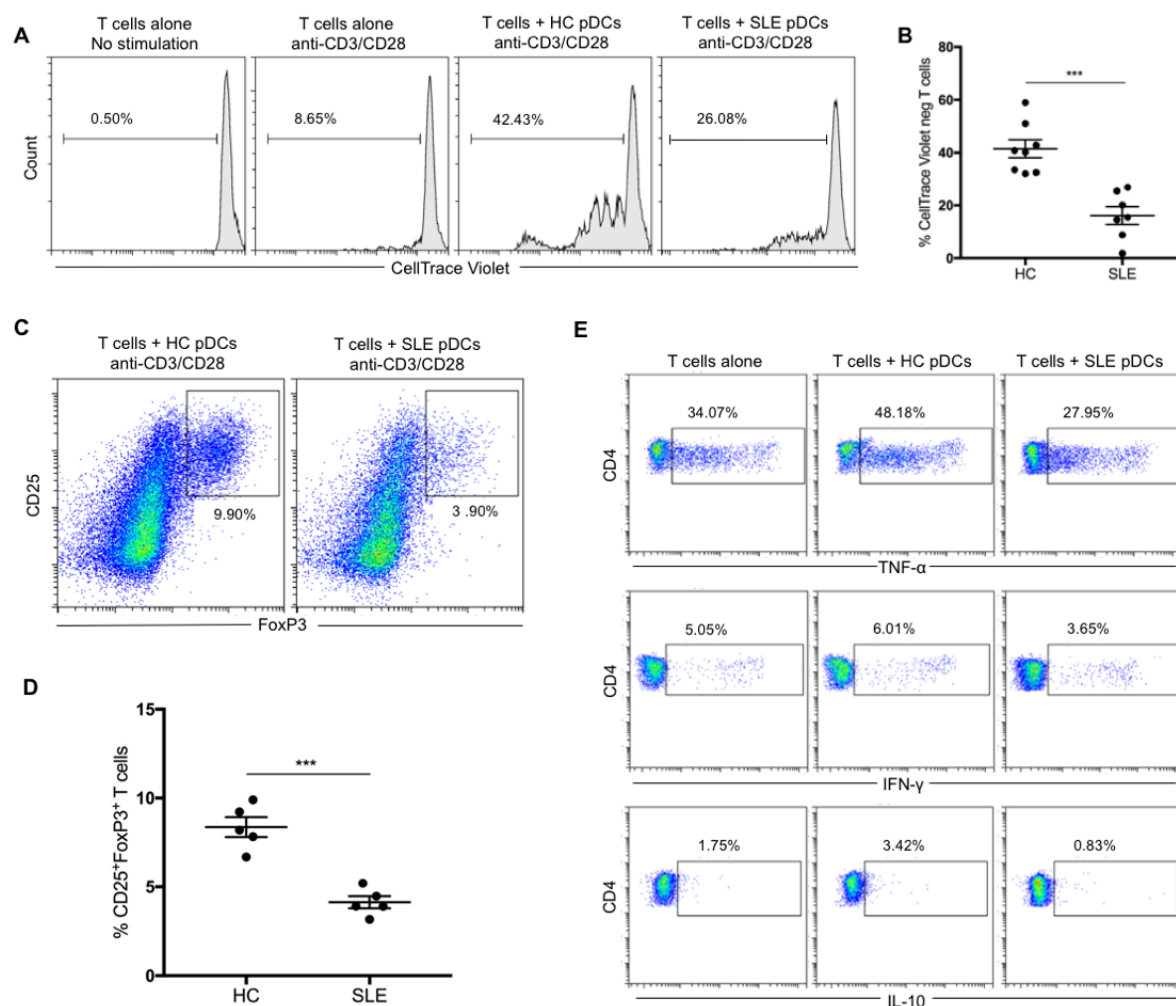 A
T cells alone
No stimulation
T cells alone
anti-CD3/CD28
T cells + HC pDCs
anti-CD3/CD28
T cells + SLE pDCs
anti-CD3/CD28
0.50%
8.65%
42.43%
26.08%
Count
CellTrace Violet
B
***
% CellTrace Violet neg T cells
80
60
40
20
0
HC
SLE
C
T cells + HC pDCs
anti-CD3/CD28
T cells + SLE pDCs
anti-CD3/CD28
CD25
9.90%
3 .90%
FoxP3
D
% CD25⁺FoxP3⁺ T cells
15
10
5
0
***
HC
SLE
E
T cells alone
T cells + HC pDCs
T cells + SLE pDCs
34.07%
48.18%
27.95%
CD4
TNF-α
5.05%
6.01%
3.65%
CD4
IFN-γ
1.75%
3.42%
0.83%
CD4
IL-10